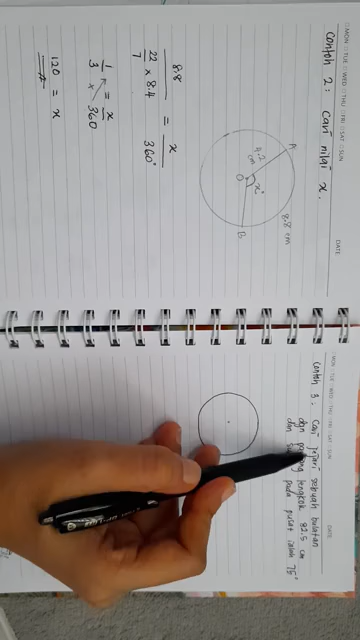 MON TUE WED THU FRI SAT SUN
DATE
Contoh 2 : Cari nilai x.
A
4.2
cm
O
x°
8.8 cm
B
8.8 = x
22/7 × 8.4 360°
1/3 × x/360
120 = x
MON TUE WED THU FRI SAT SUN
DATE
Contoh 3 : Cari jejari sebuah bulatan
dgn panjang lengkok 82.5 cm
dan pada pusat ialah 75°